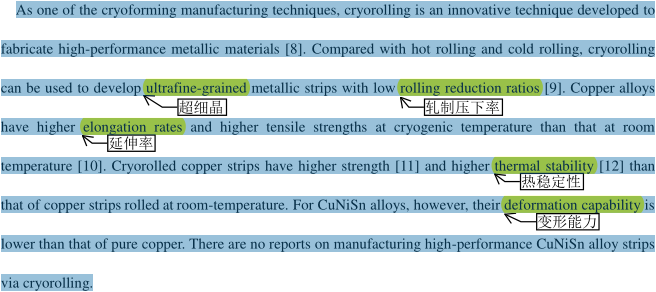 As one of the cryoforming manufacturing techniques, cryorolling is an innovative technique developed to
fabricate high-performance metallic materials [8]. Compared with hot rolling and cold rolling, cryorolling
can be used to develop ultrafine-grained metallic strips with low rolling reduction ratios [9]. Copper alloys
超细晶 轧制压下率
have higher elongation rates and higher tensile strengths at cryogenic temperature than that at room
延伸率
temperature [10]. Cryorolled copper strips have higher strength [11] and higher thermal stability [12] than
热稳定性
that of copper strips rolled at room-temperature. For CuNiSn alloys, however, their deformation capability is
变形能力
lower than that of pure copper. There are no reports on manufacturing high-performance CuNiSn alloy strips
via cryorolling.